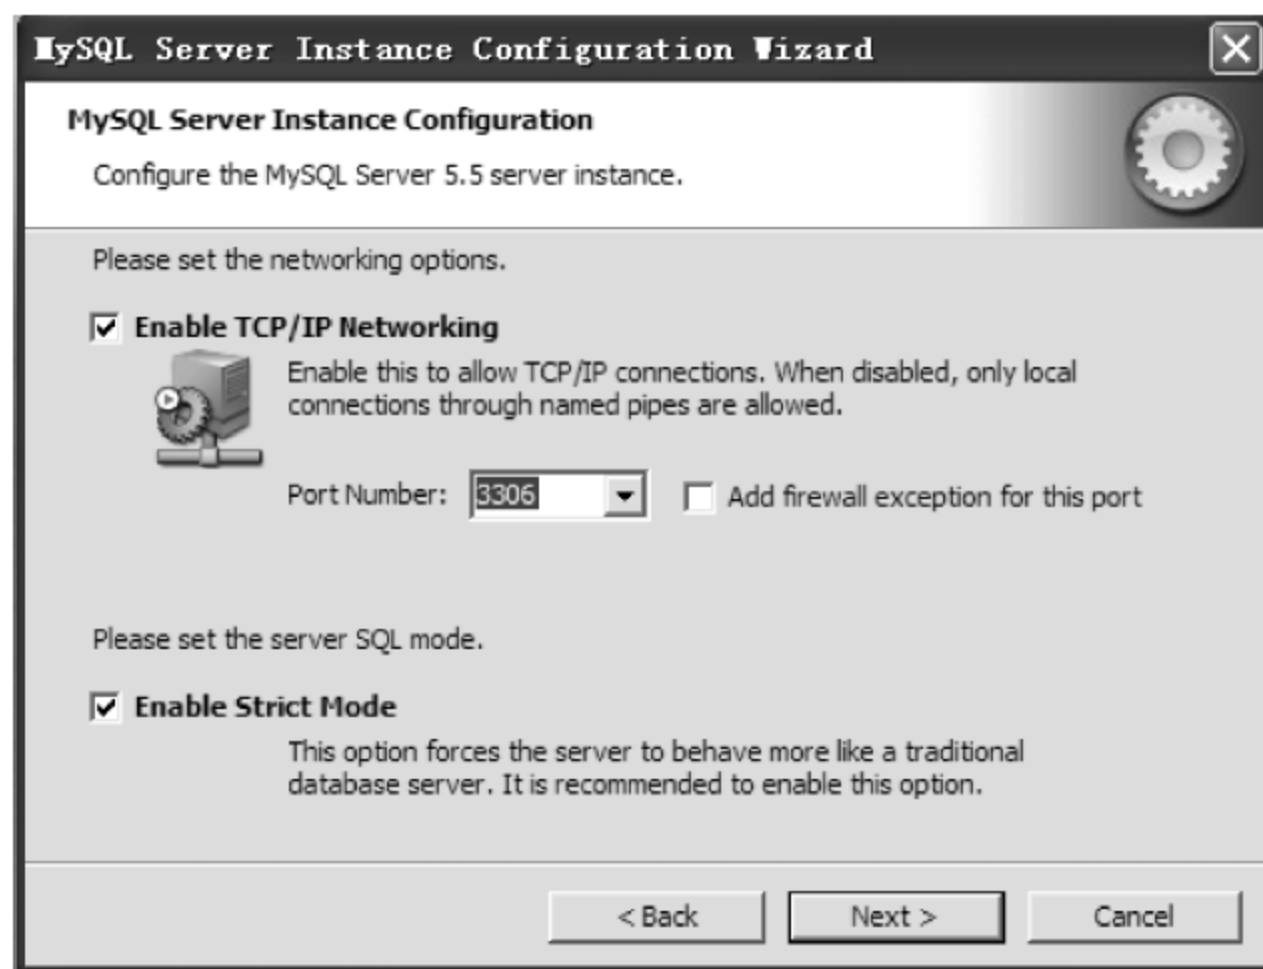 MySQL Server Instance Configuration Wizard
MySQL Server Instance Configuration
Configure the MySQL Server 5.5 server instance.
Please set the networking options.
Enable TCP/IP Networking
Enable this to allow TCP/IP connections. When disabled, only local
connections through named pipes are allowed.
Port Number: 3306 Add firewall exception for this port
Please set the server SQL mode.
Enable Strict Mode
This option forces the server to behave more like a traditional
database server. It is recommended to enable this option.
< Back Next > Cancel